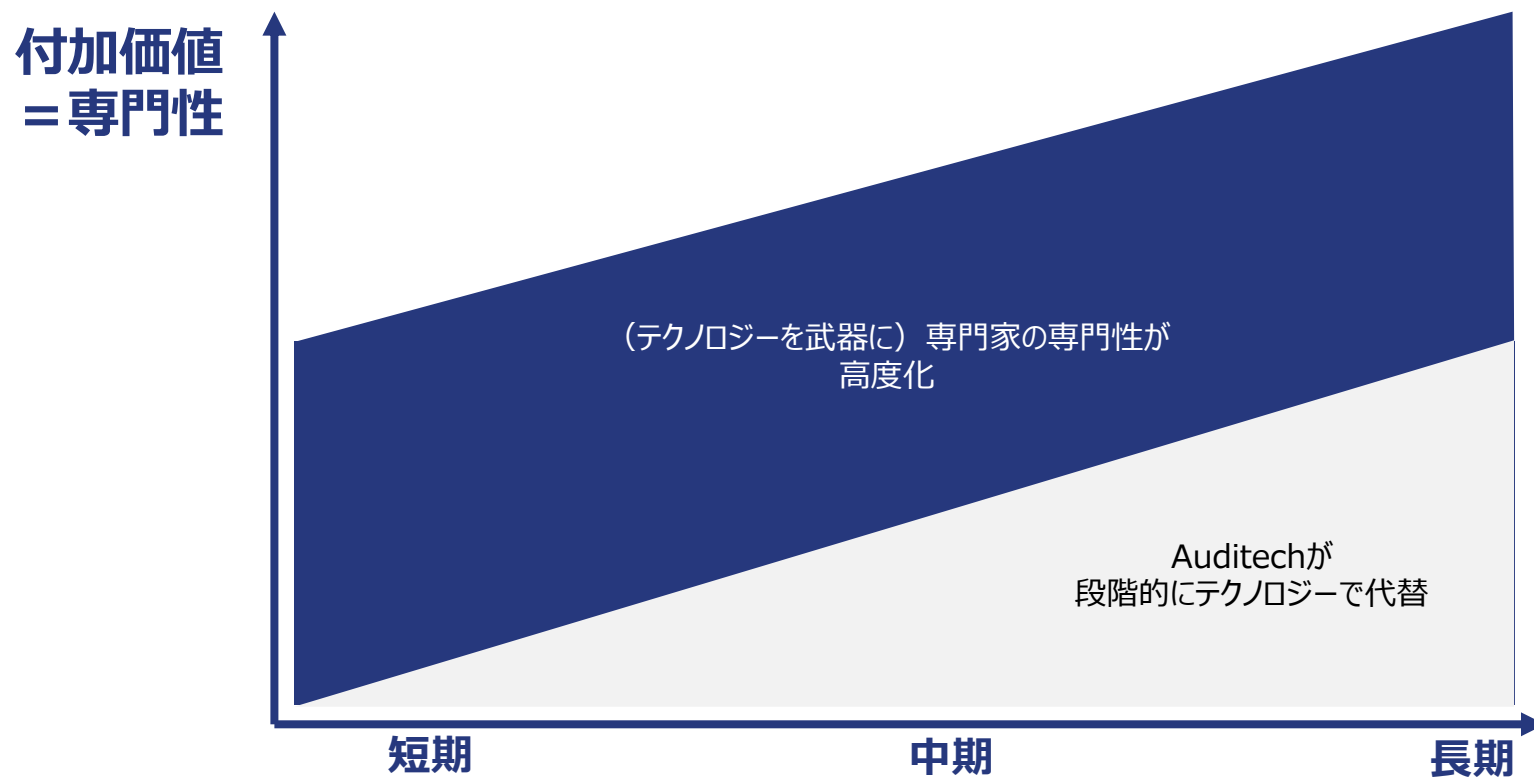 付加価値
＝専門性
（テクノロジーを武器に）専門家の専門性が
高度化
Auditechが
段階的にテクノロジーで代替
短期
中期
長期